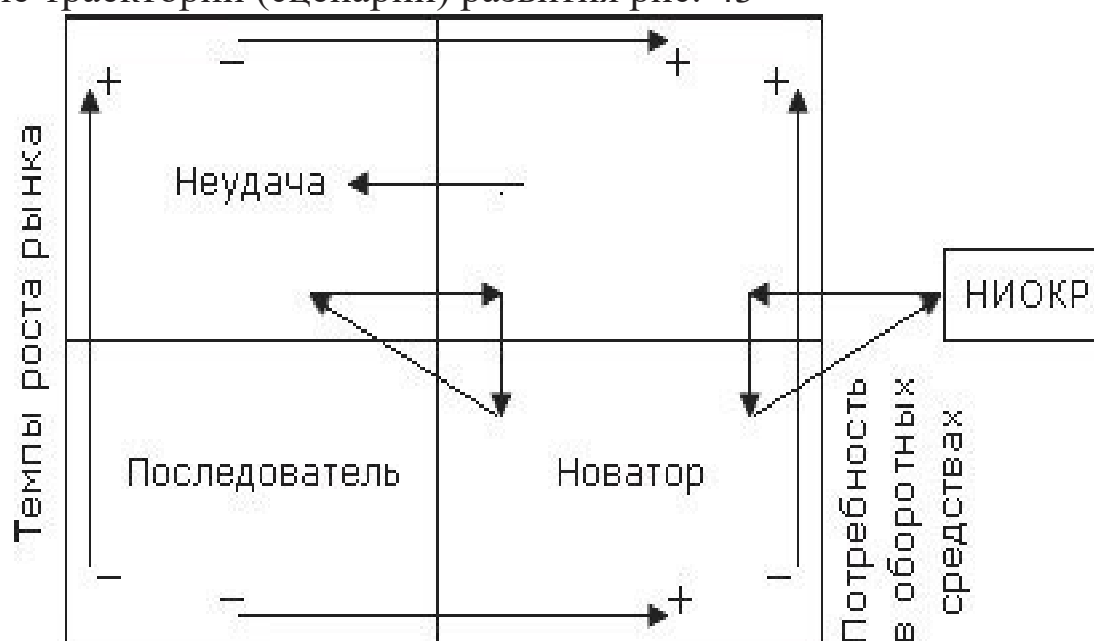 траектории (сценарии) развития рис. 43
− +
+ +
Неудача
НИОКР
Темпы роста рынка
Последователь
Новатор
Потребность
в оборотных
средствах
− −
− +